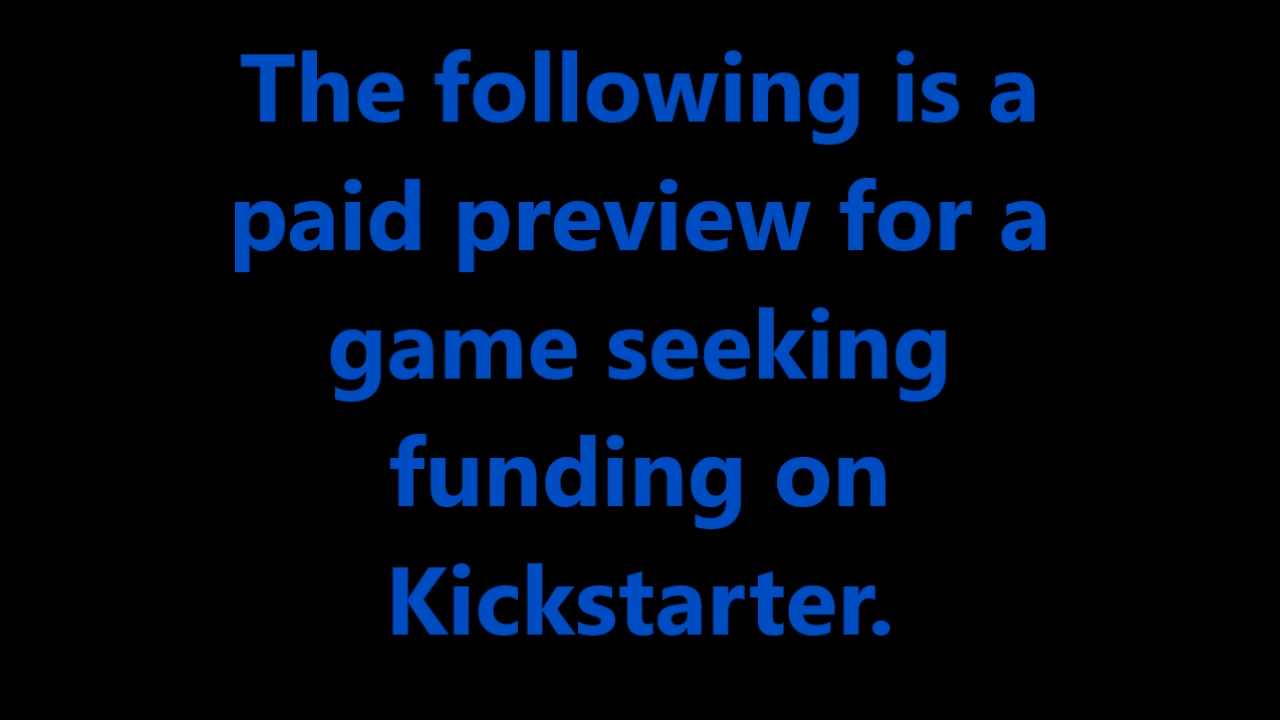 The following is a
paid preview for a
game seeking
funding on
Kickstarter.